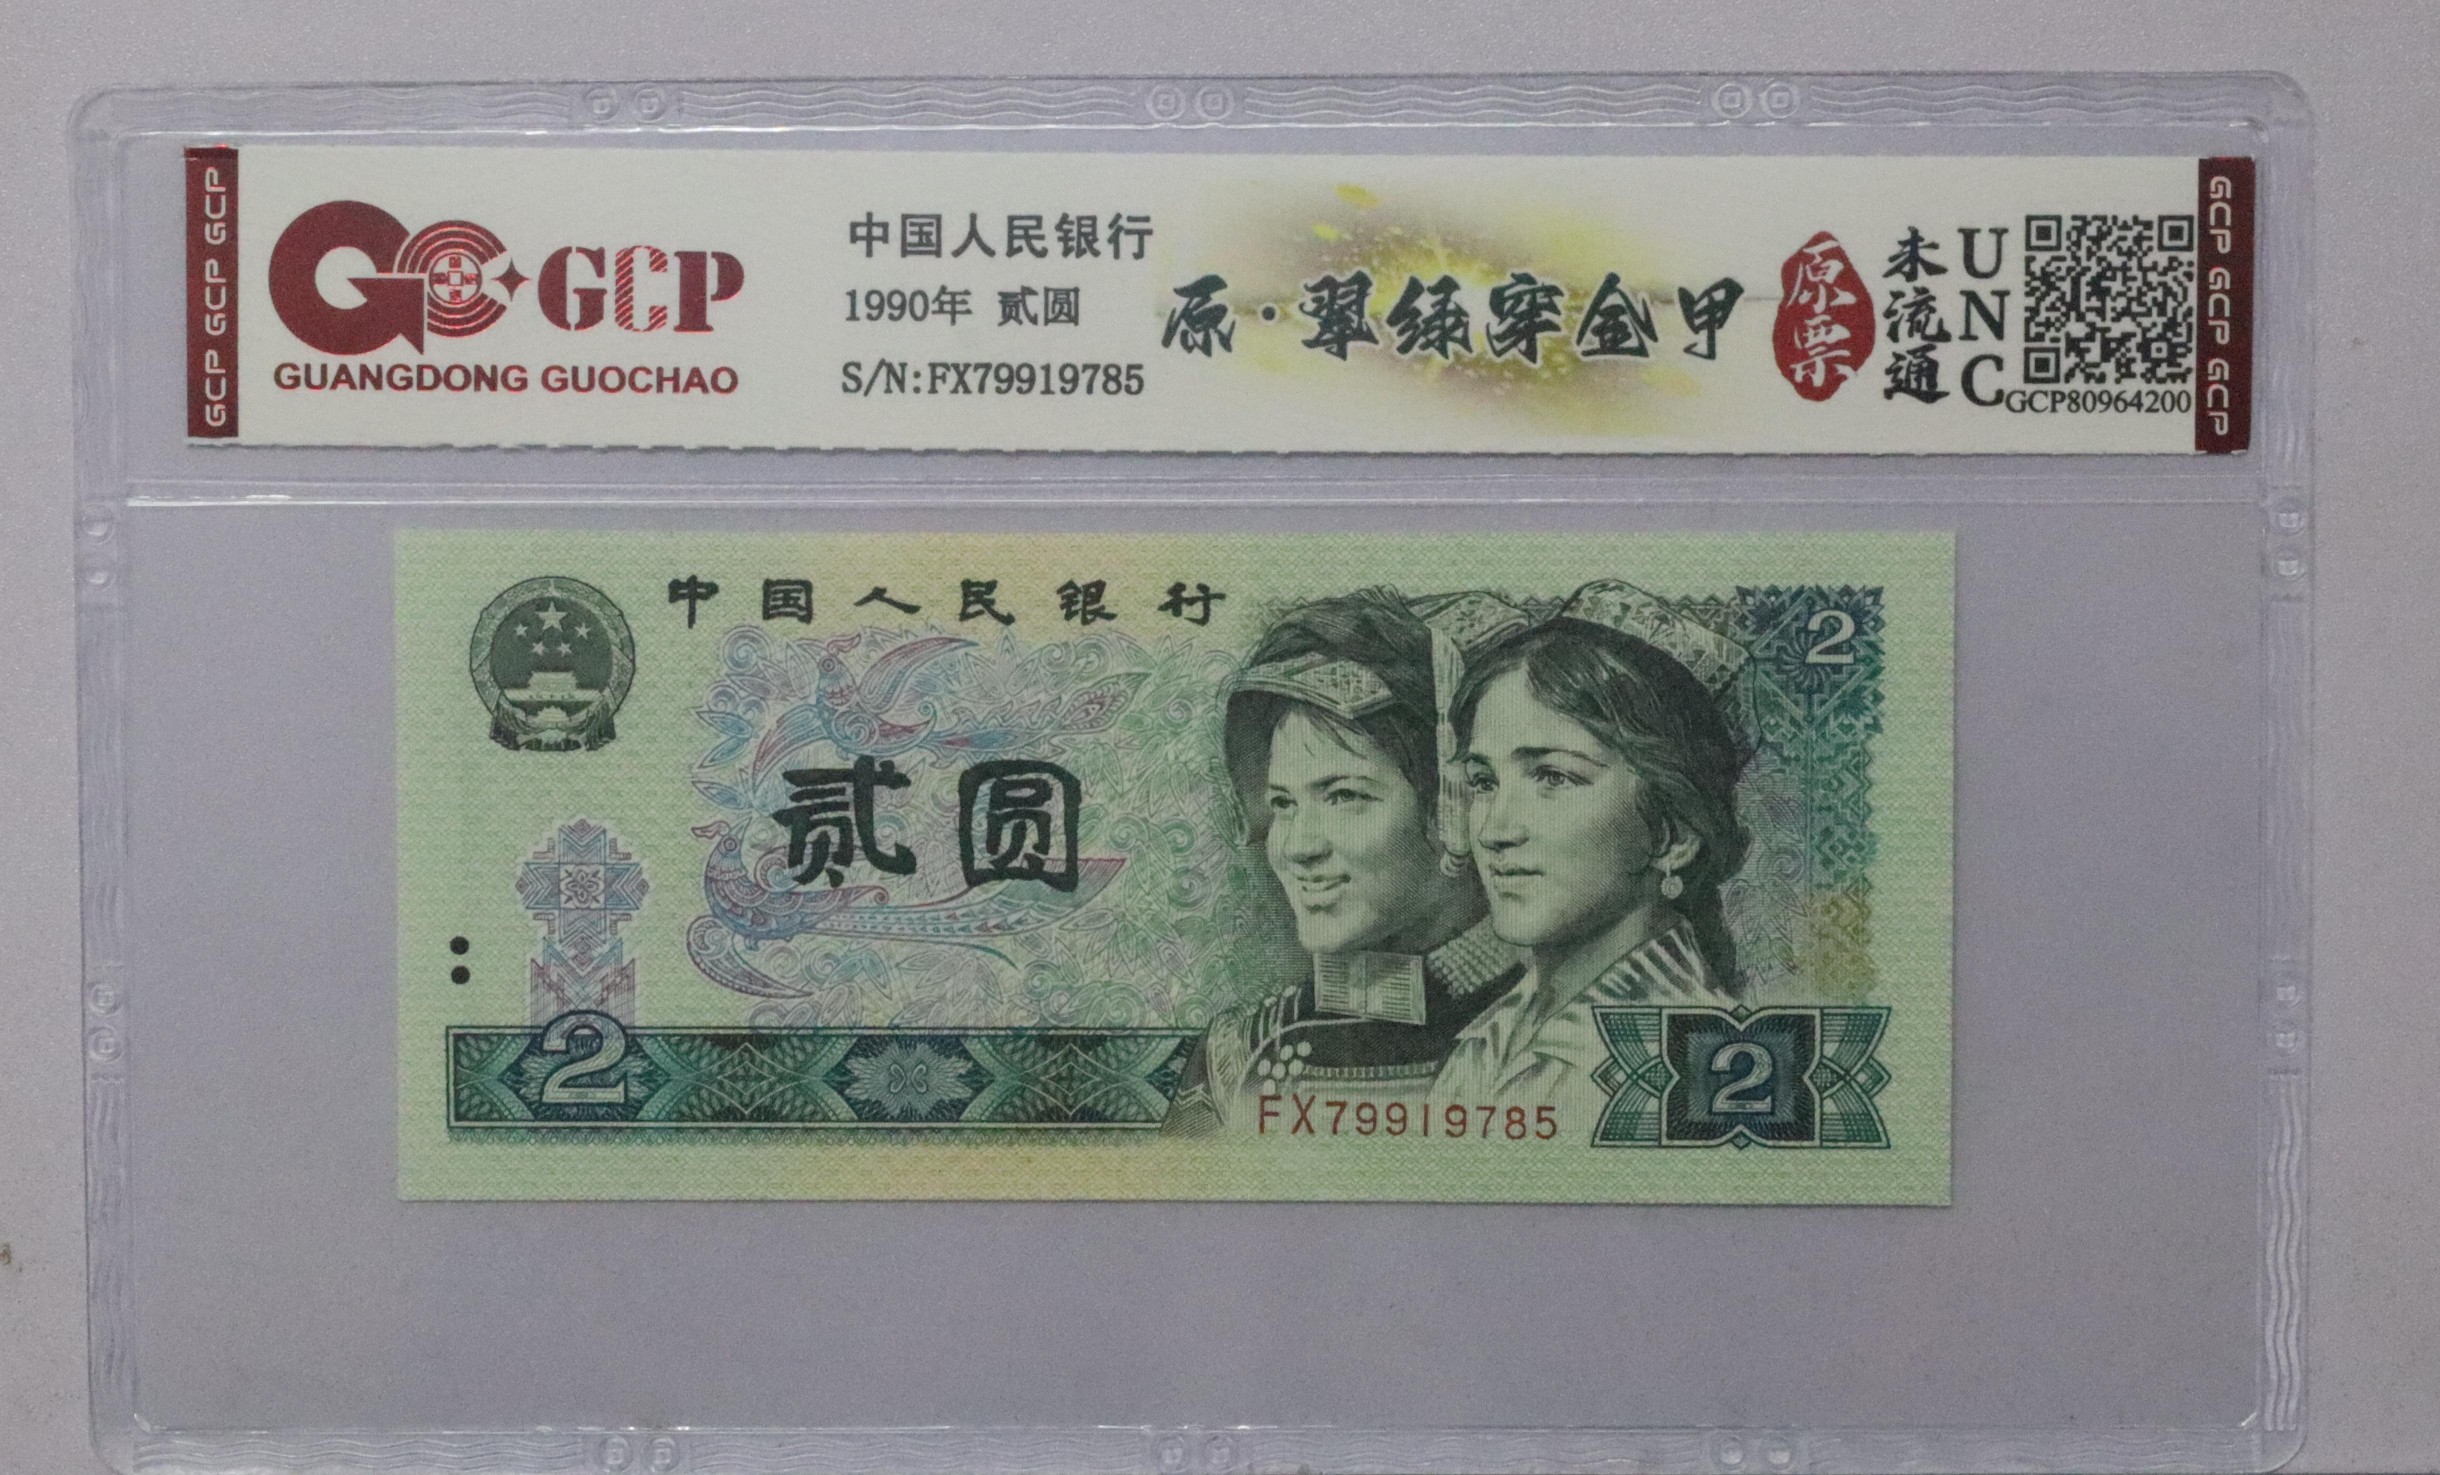 GCP GCP GCP
GCP
GUANGDONG GUOCHAO
中国人民银行
1990年 贰圆
S/N:FX79919785
原·翠绿穿金甲
原票
未流通
UNC
GCP80964200
GCP GCP GCP
中国人民银行
2
贰圆
2
FX79919785
2